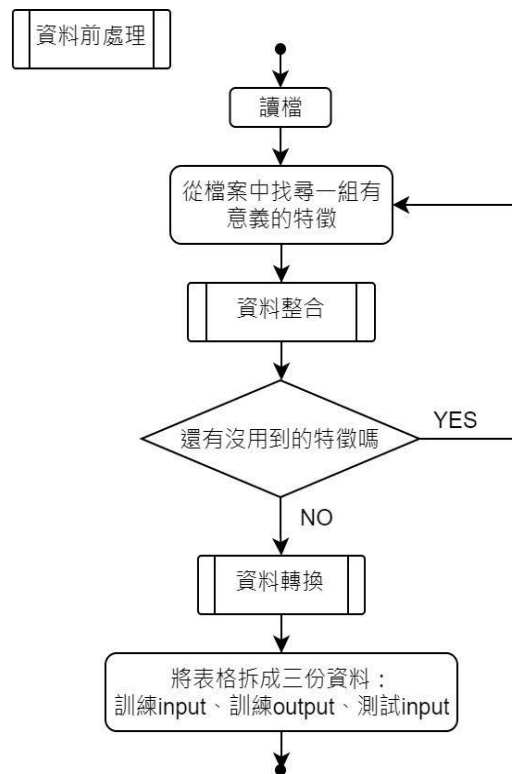 資料前處理
讀檔
從檔案中找尋一組有
意義的特徵
資料整合
還有沒用到的特徵嗎
YES
NO
資料轉換
將表格拆成三份資料：
訓練input、訓練output、測試input